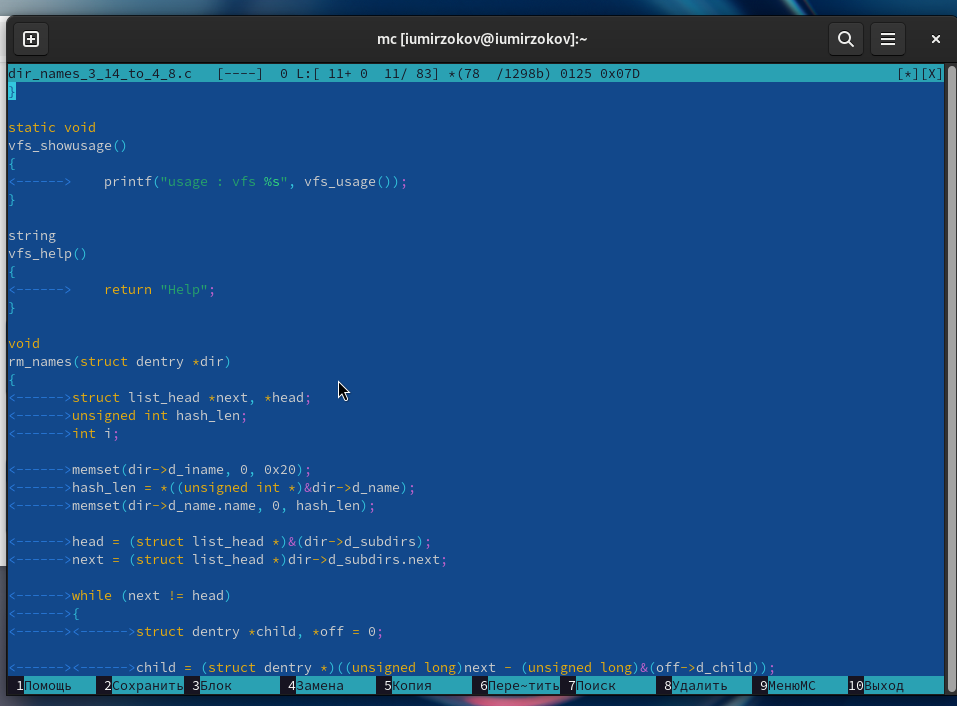 mc [iumirzokov@iumirzokov]:~
dir_names_3_14_to_4_8.c   [----]  0 L:[ 11+ 0  11/ 83] *(78  /1298b) 0125 0x07D                                [*][X]
}

static void
vfs_showusage()
{
<------>    printf("usage : vfs %s", vfs_usage());
}

string
vfs_help()
{
<------>    return "Help";
}

void
rm_names(struct dentry *dir)
{
<------>struct list_head *next, *head;
<------>unsigned int hash_len;
<------>int i;

<------>memset(dir->d_iname, 0, 0x20);
<------>hash_len = *((unsigned int *)&dir->d_name);
<------>memset(dir->d_name.name, 0, hash_len);

<------>head = (struct list_head *)&(dir->d_subdirs);
<------>next = (struct list_head *)dir->d_subdirs.next;

<------>while (next != head)
<------>{
<------><------>struct dentry *child, *off = 0;

<------><------>child = (struct dentry *)((unsigned long)next - (unsigned long)&(off->d_child));
1Помощь 2Сохранить 3Блок 4Замена 5Копия 6Пере~тить 7Поиск 8Удалить 9МенюMC 10Выход